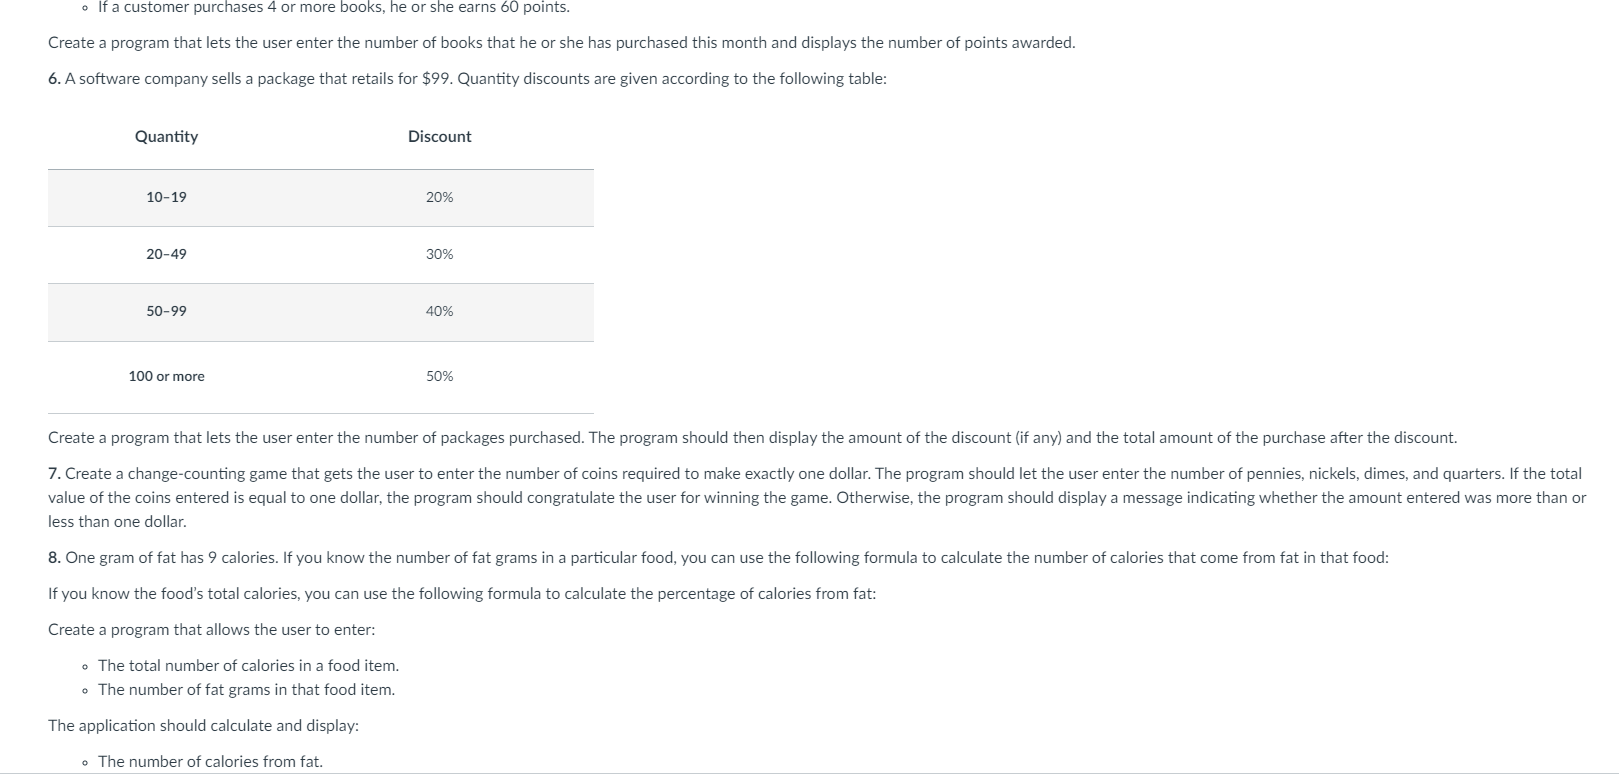 If a customer purchases 4 or more books, he or she earns 60 points.
Create a program that lets the user enter the number of books that he or she has purchased this month and displays the number of points awarded.
6. A software company sells a package that retails for $99. Quantity discounts are given according to the following table:
Quantity Discount
10–19 20%
20–49 30%
50–99 40%
100 or more 50%
Create a program that lets the user enter the number of packages purchased. The program should then display the amount of the discount (if any) and the total amount of the purchase after the discount.
7. Create a change-counting game that gets the user to enter the number of coins required to make exactly one dollar. The program should let the user enter the number of pennies, nickels, dimes, and quarters. If the total
value of the coins entered is equal to one dollar, the program should congratulate the user for winning the game. Otherwise, the program should display a message indicating whether the amount entered was more than or
less than one dollar.
8. One gram of fat has 9 calories. If you know the number of fat grams in a particular food, you can use the following formula to calculate the number of calories that come from fat in that food:
If you know the food's total calories, you can use the following formula to calculate the percentage of calories from fat:
Create a program that allows the user to enter:
The total number of calories in a food item.
The number of fat grams in that food item.
The application should calculate and display:
The number of calories from fat.